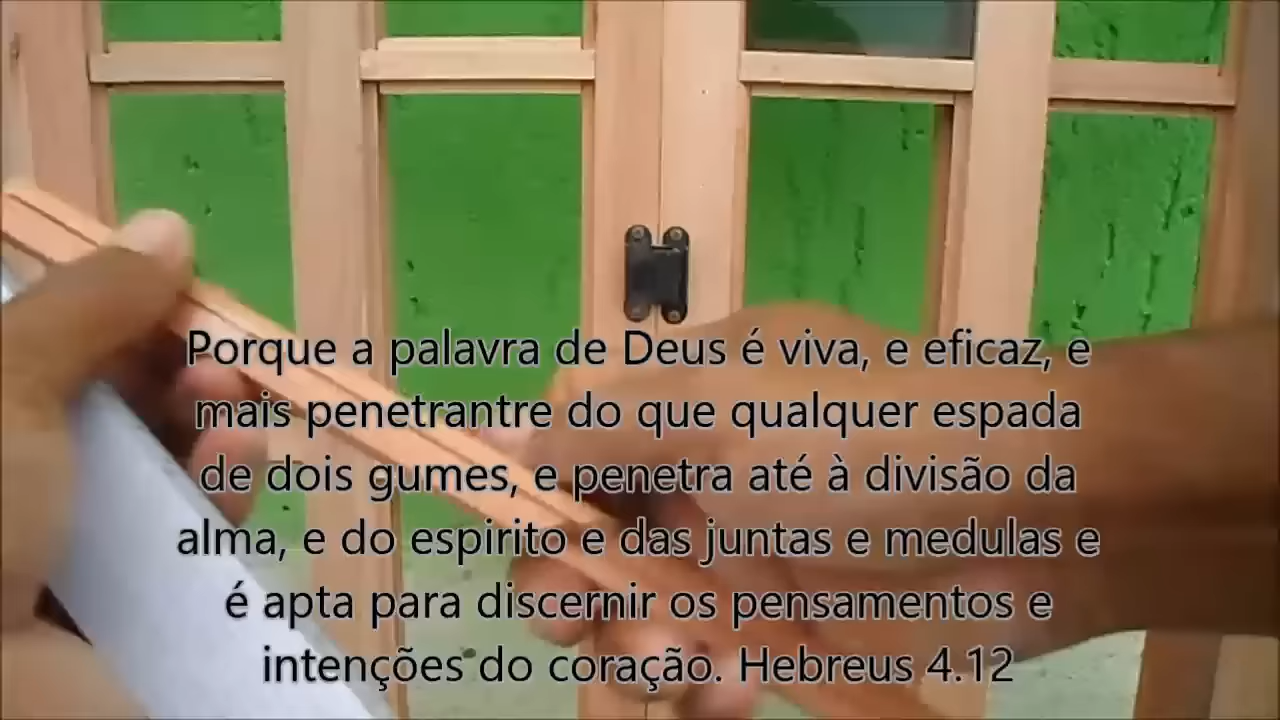 Porque a palavra de Deus é viva, e eficaz, e
mais penetrantre do que qualquer espada
de dois gumes, e penetra até à divisão da
alma, e do espirito e das juntas e medulas e
é apta para discernir os pensamentos e
intenções do coração. Hebreus 4.12